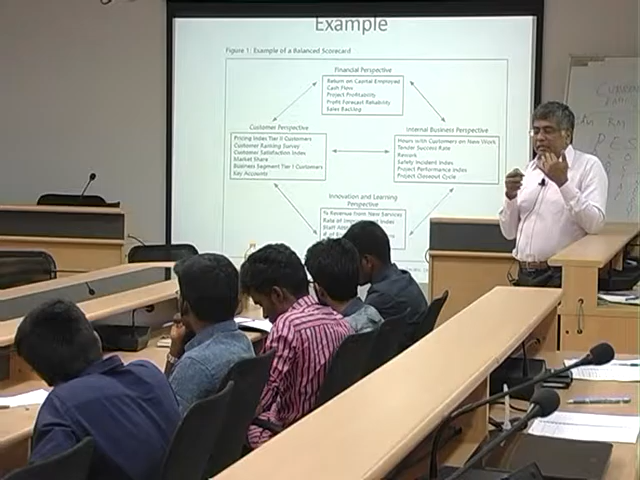 Example
Figure 1: Example of a Balanced Scorecard
Financial Perspective
Return on Capital Employed
Cash Flow
Project Profitability
Profit Forecast Reliability
Sales Backlog
Customer Perspective
Pricing Index Tier II Customers
Customer Ranking Survey
Customer Satisfaction Index
Market Share
Business Segment Tier I Customers
Key Accounts
Internal Business Perspective
Hours with Customers on New Work
Tender Success Rate
Rework
Safety Incident Index
Project Performance Index
Project Closeout Cycle
Innovation and Learning
Perspective
% Revenue from New Services
Rate of Index
Staff
# of